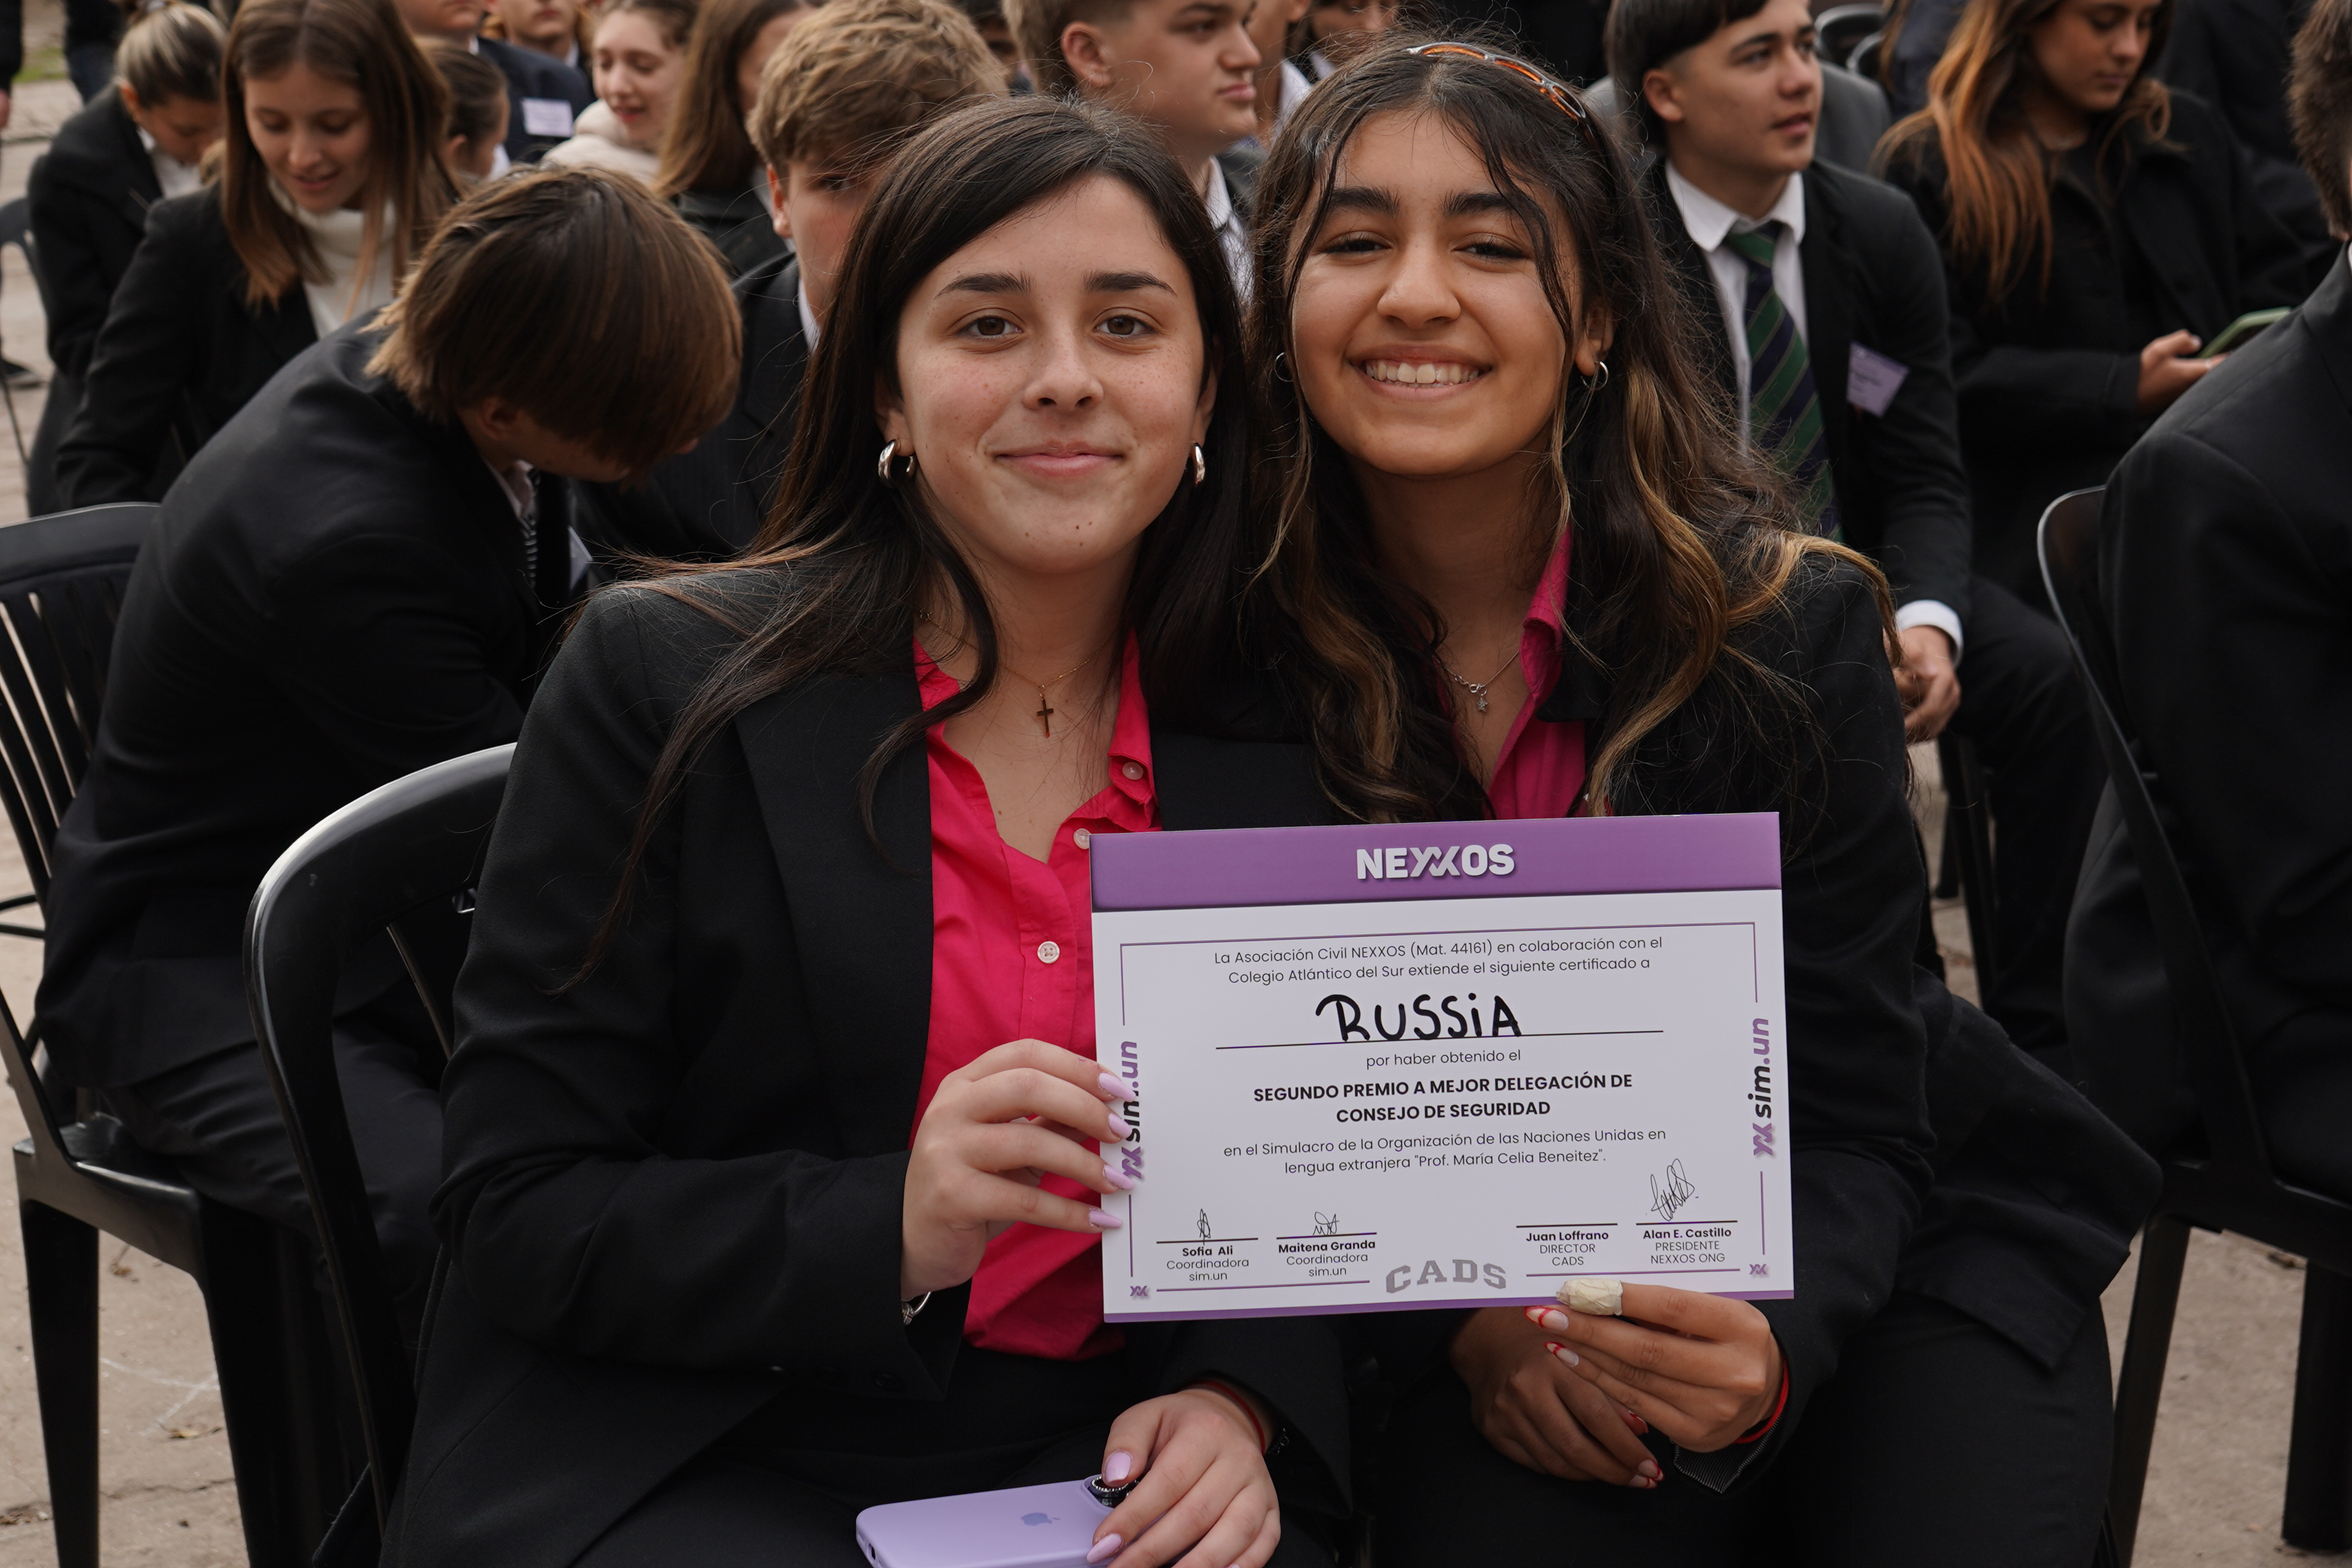 NEXXOS
La Asociación Civil NEXXOS (Mat. 44161) en colaboración con el
Colegio Atlántico del Sur extiende el siguiente certificado a
RUSSiA
por haber obtenido el
SEGUNDO PREMIO A MEJOR DELEGACIÓN DE
CONSEJO DE SEGURIDAD
en el Simulacro de la Organización de las Naciones Unidas en
lengua extranjera "Prof. María Celia Beneitez".
sim.un
sim.un
Sofia Ali
Coordinadora
sim.un
Maitena Granda
Coordinadora
sim.un
CADS
Juan Loffrano
DIRECTOR
CADS
Alan E. Castillo
PRESIDENTE
NEXXOS ONG